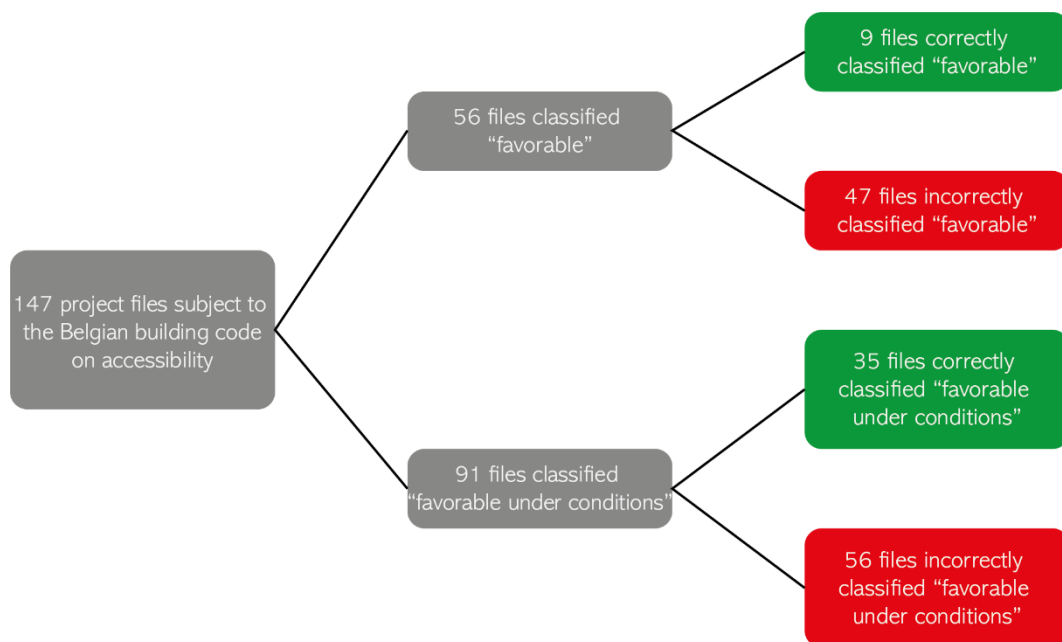 147 project files subject to
the Belgian building code
on accessibility
56 files classified
“favorable”
9 files correctly
classified “favorable”
47 files incorrectly
classified “favorable”
91 files classified
“favorable under conditions”
35 files correctly
classified “favorable
under conditions”
56 files incorrectly
classified “favorable
under conditions”